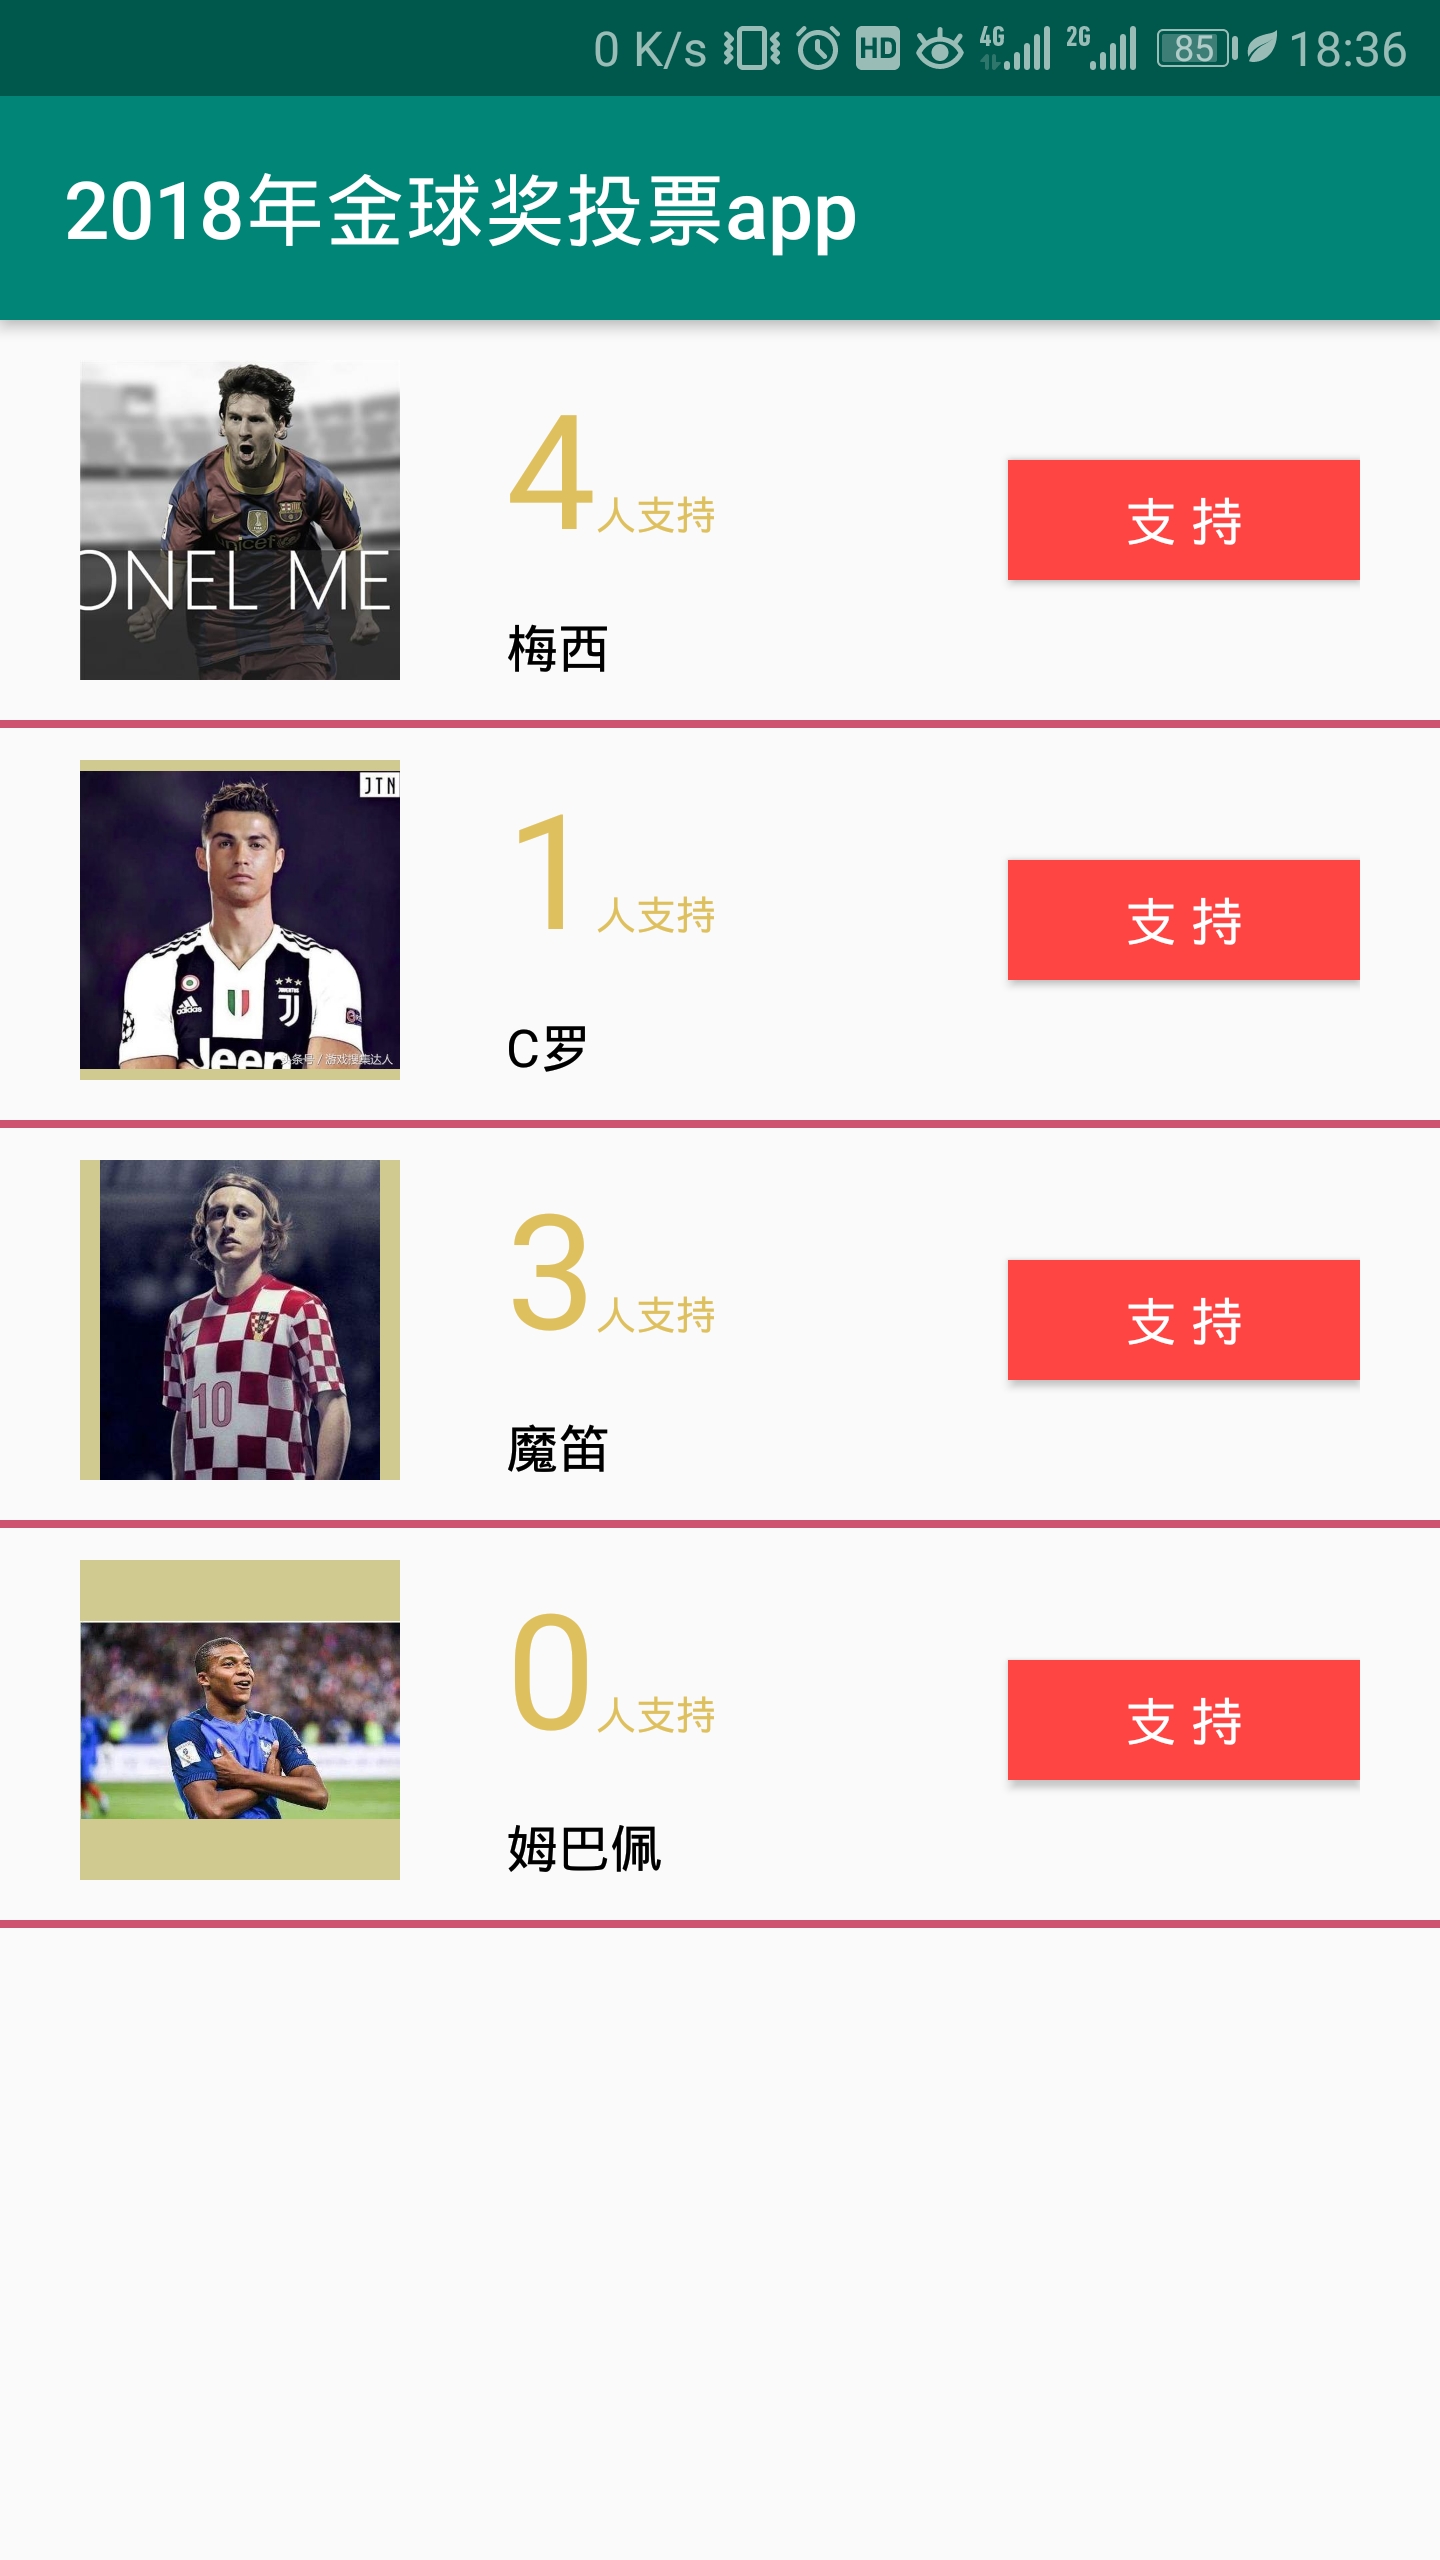 0 K/s HD 4G 2G 85 18:36
2018年金球奖投票app
ONEL ME
4人支持
支 持
梅西
JTN
adidas
JUVENTUS
Jeep
头条号 / 游戏搜集达人
1人支持
支 持
C罗
10
3人支持
支 持
魔笛
0人支持
支 持
姆巴佩